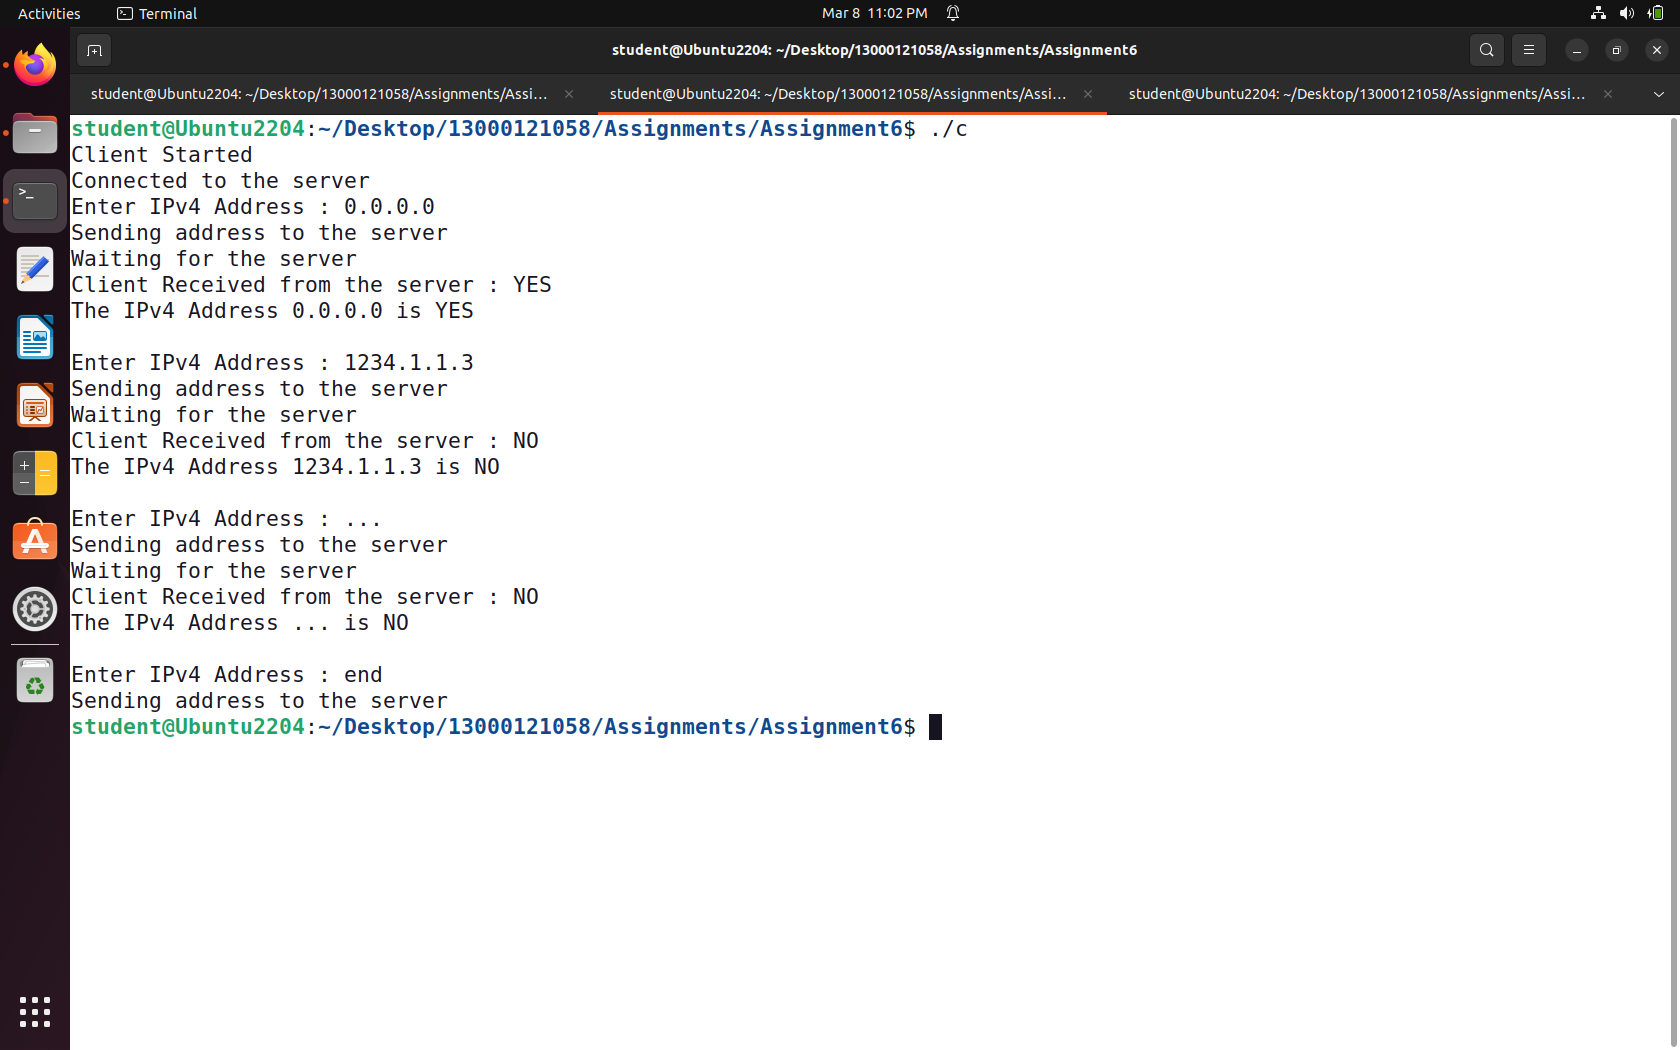 Activities
Terminal
Mar 8 11:02 PM
student@Ubuntu2204: ~/Desktop/13000121058/Assignments/Assignment6
student@Ubuntu2204: ~/Desktop/13000121058/Assignments/Assi...
student@Ubuntu2204: ~/Desktop/13000121058/Assignments/Assi...
student@Ubuntu2204: ~/Desktop/13000121058/Assignments/Assi...
student@Ubuntu2204:~/Desktop/13000121058/Assignments/Assignment6$ ./c
Client Started
Connected to the server
Enter IPv4 Address : 0.0.0.0
Sending address to the server
Waiting for the server
Client Received from the server : YES
The IPv4 Address 0.0.0.0 is YES
Enter IPv4 Address : 1234.1.1.3
Sending address to the server
Waiting for the server
Client Received from the server : NO
The IPv4 Address 1234.1.1.3 is NO
Enter IPv4 Address : ...
Sending address to the server
Waiting for the server
Client Received from the server : NO
The IPv4 Address ... is NO
Enter IPv4 Address : end
Sending address to the server
student@Ubuntu2204:~/Desktop/13000121058/Assignments/Assignment6$